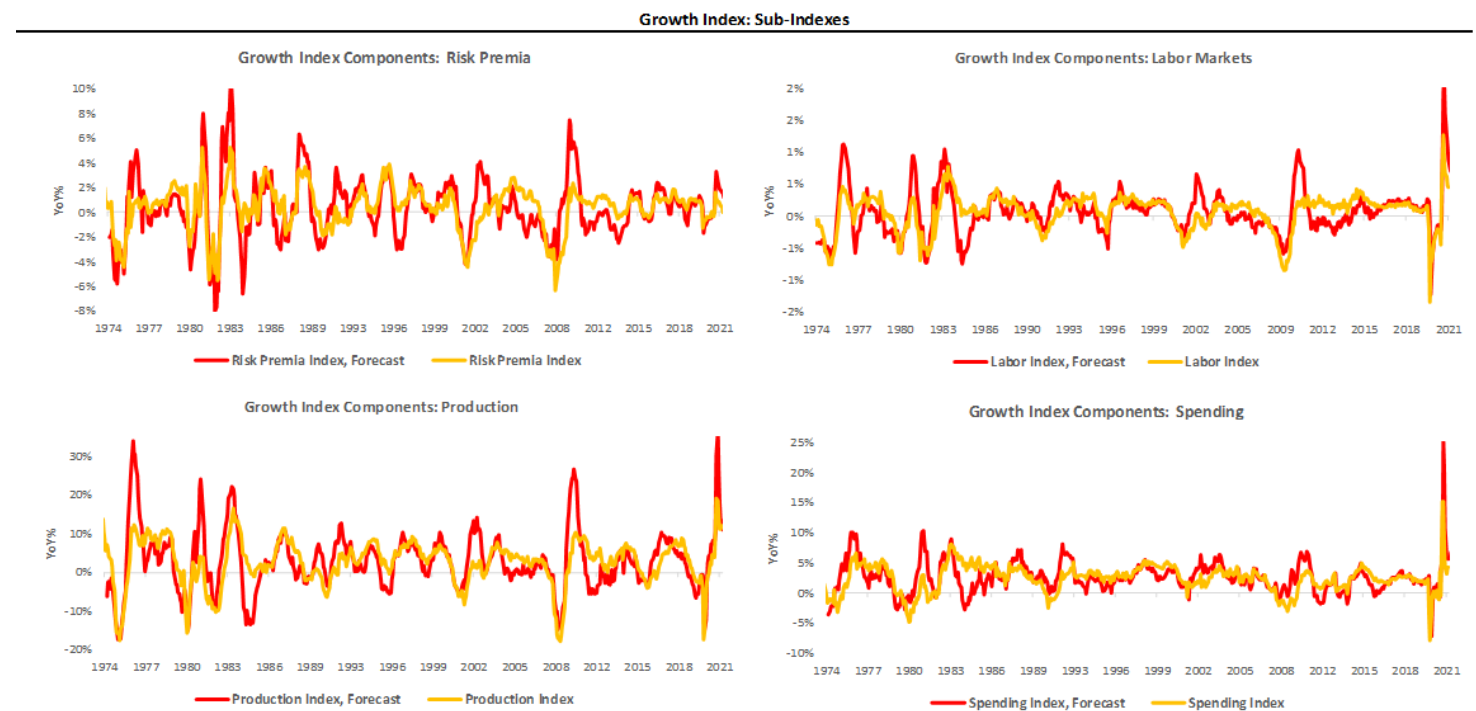 Growth Index: Sub-Indexes
Growth Index Components: Risk Premia
YoY%
10%
8%
6%
4%
2%
0%
-2%
-4%
-6%
-8%
1974 1977 1980 1983 1986 1989 1993 1996 1999 2002 2005 2008 2012 2015 2018 2021
Risk Premia Index, Forecast Risk Premia Index
Growth Index Components: Labor Markets
YoY%
2%
2%
1%
1%
0%
-1%
-1%
-2%
1974 1977 1980 1983 1986 1990 1993 1996 1999 2002 2005 2009 2012 2015 2018 2021
Labor Index, Forecast Labor Index
Growth Index Components: Production
YoY%
30%
20%
10%
0%
-10%
-20%
1974 1977 1980 1983 1986 1990 1993 1996 1999 2002 2005 2009 2012 2015 2018 2021
Production Index, Forecast Production Index
Growth Index Components: Spending
YoY%
25%
20%
15%
10%
5%
0%
-5%
-10%
1974 1977 1980 1983 1986 1989 1992 1996 1999 2002 2005 2008 2011 2014 2018 2021
Spending Index, Forecast Spending Index